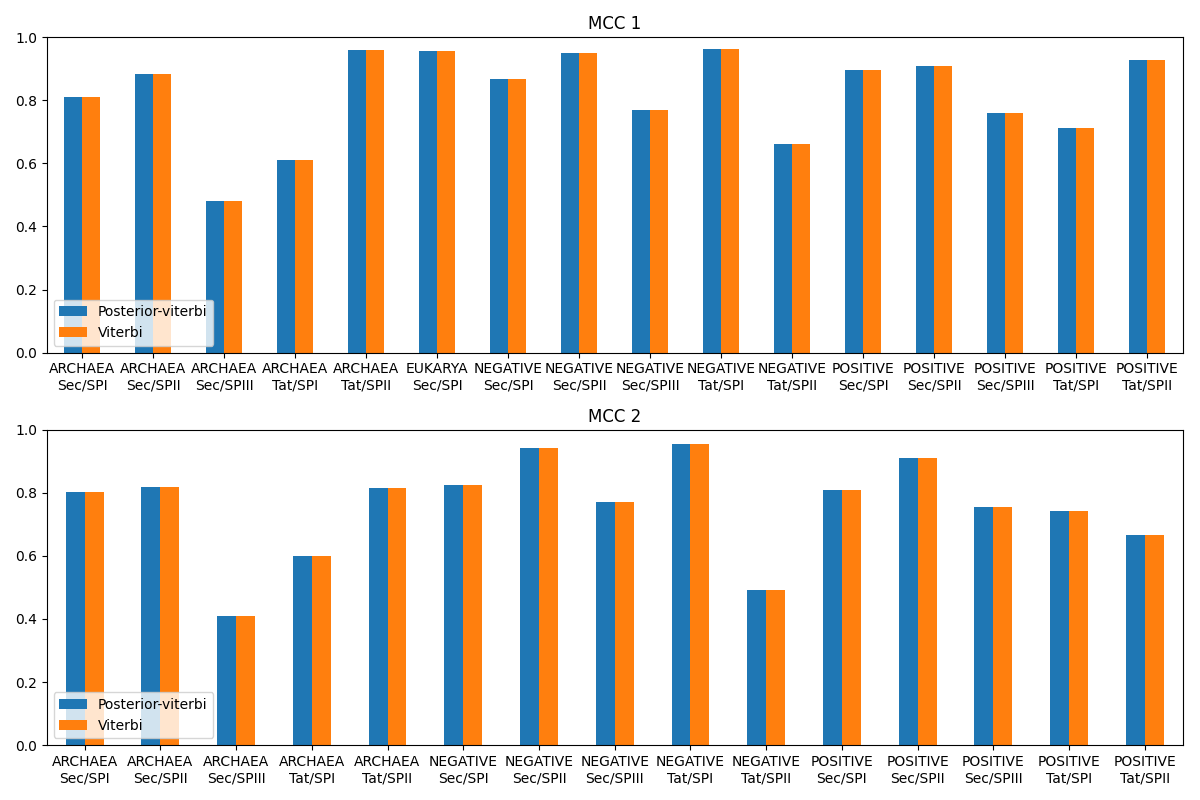 MCC 1
1.0
0.8
0.6
0.4
0.2
0.0
Posterior-viterbi
Viterbi
ARCHAEA ARCHAEA ARCHAEA ARCHAEA ARCHAEA EUKARYA NEGATIVE NEGATIVE NEGATIVE NEGATIVE NEGATIVE POSITIVE POSITIVE POSITIVE POSITIVE POSITIVE
Sec/SPI Sec/SPII Sec/SPIII Tat/SPI Tat/SPII Sec/SPI Sec/SPI Sec/SPII Sec/SPIII Tat/SPI Tat/SPII Sec/SPI Sec/SPII Sec/SPIII Tat/SPI Tat/SPII
MCC 2
1.0
0.8
0.6
0.4
0.2
0.0
Posterior-viterbi
Viterbi
ARCHAEA ARCHAEA ARCHAEA ARCHAEA ARCHAEA NEGATIVE NEGATIVE NEGATIVE NEGATIVE NEGATIVE POSITIVE POSITIVE POSITIVE POSITIVE POSITIVE
Sec/SPI Sec/SPII Sec/SPIII Tat/SPI Tat/SPII Sec/SPI Sec/SPII Sec/SPIII Tat/SPI Tat/SPII Sec/SPI Sec/SPII Sec/SPIII Tat/SPI Tat/SPII